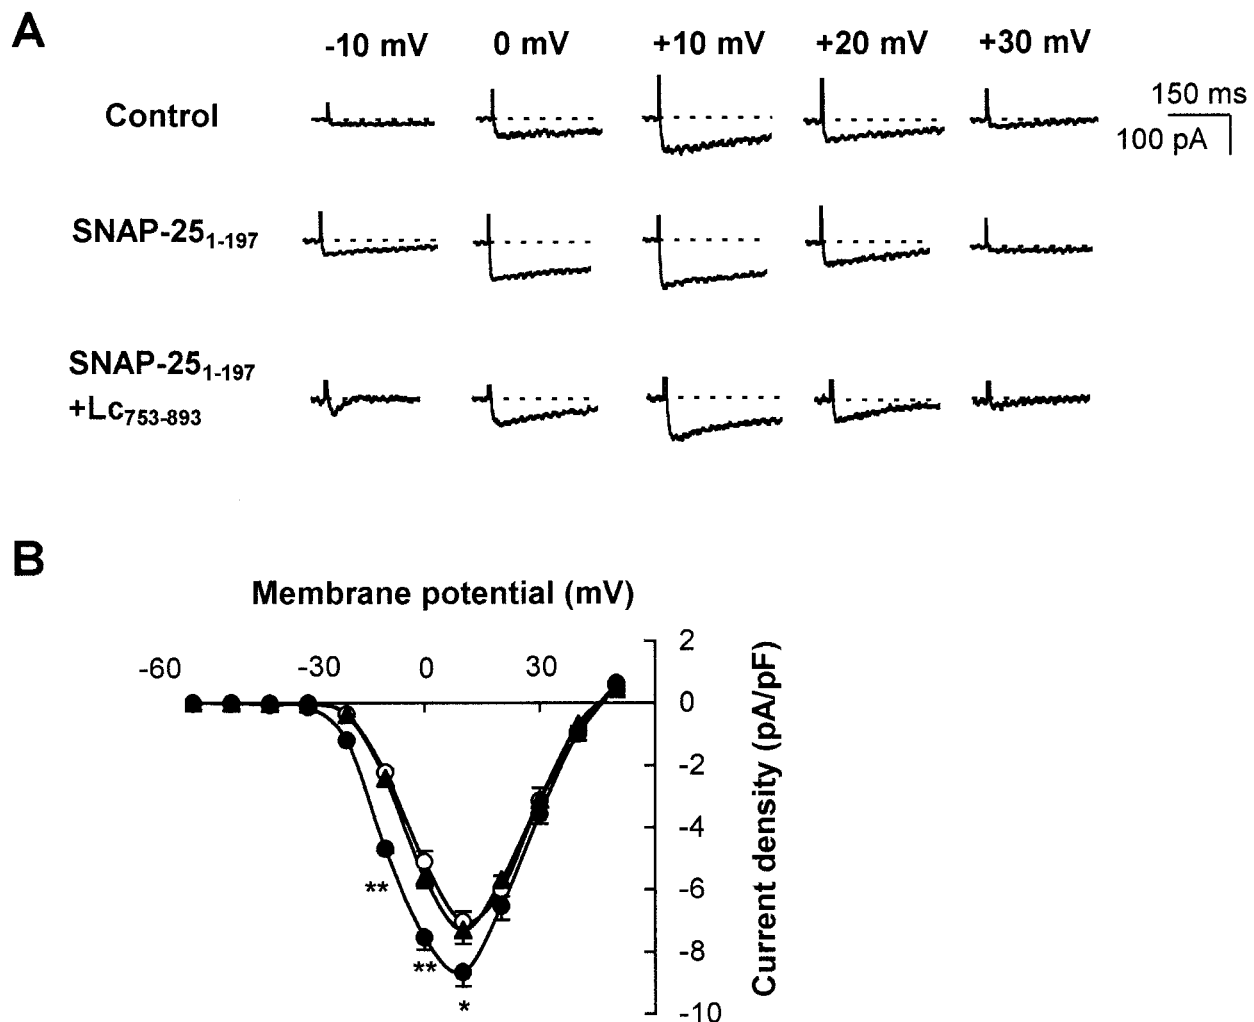 A
-10 mV 0 mV +10 mV +20 mV +30 mV
150 ms
Control
100 pA
SNAP-251-197
SNAP-251-197
+Lc753-893
B
Membrane potential (mV)
-60 -30 0 30
2
0
-2
-4
-6
-8
-10
Current density (pA/pF)
**
**
*